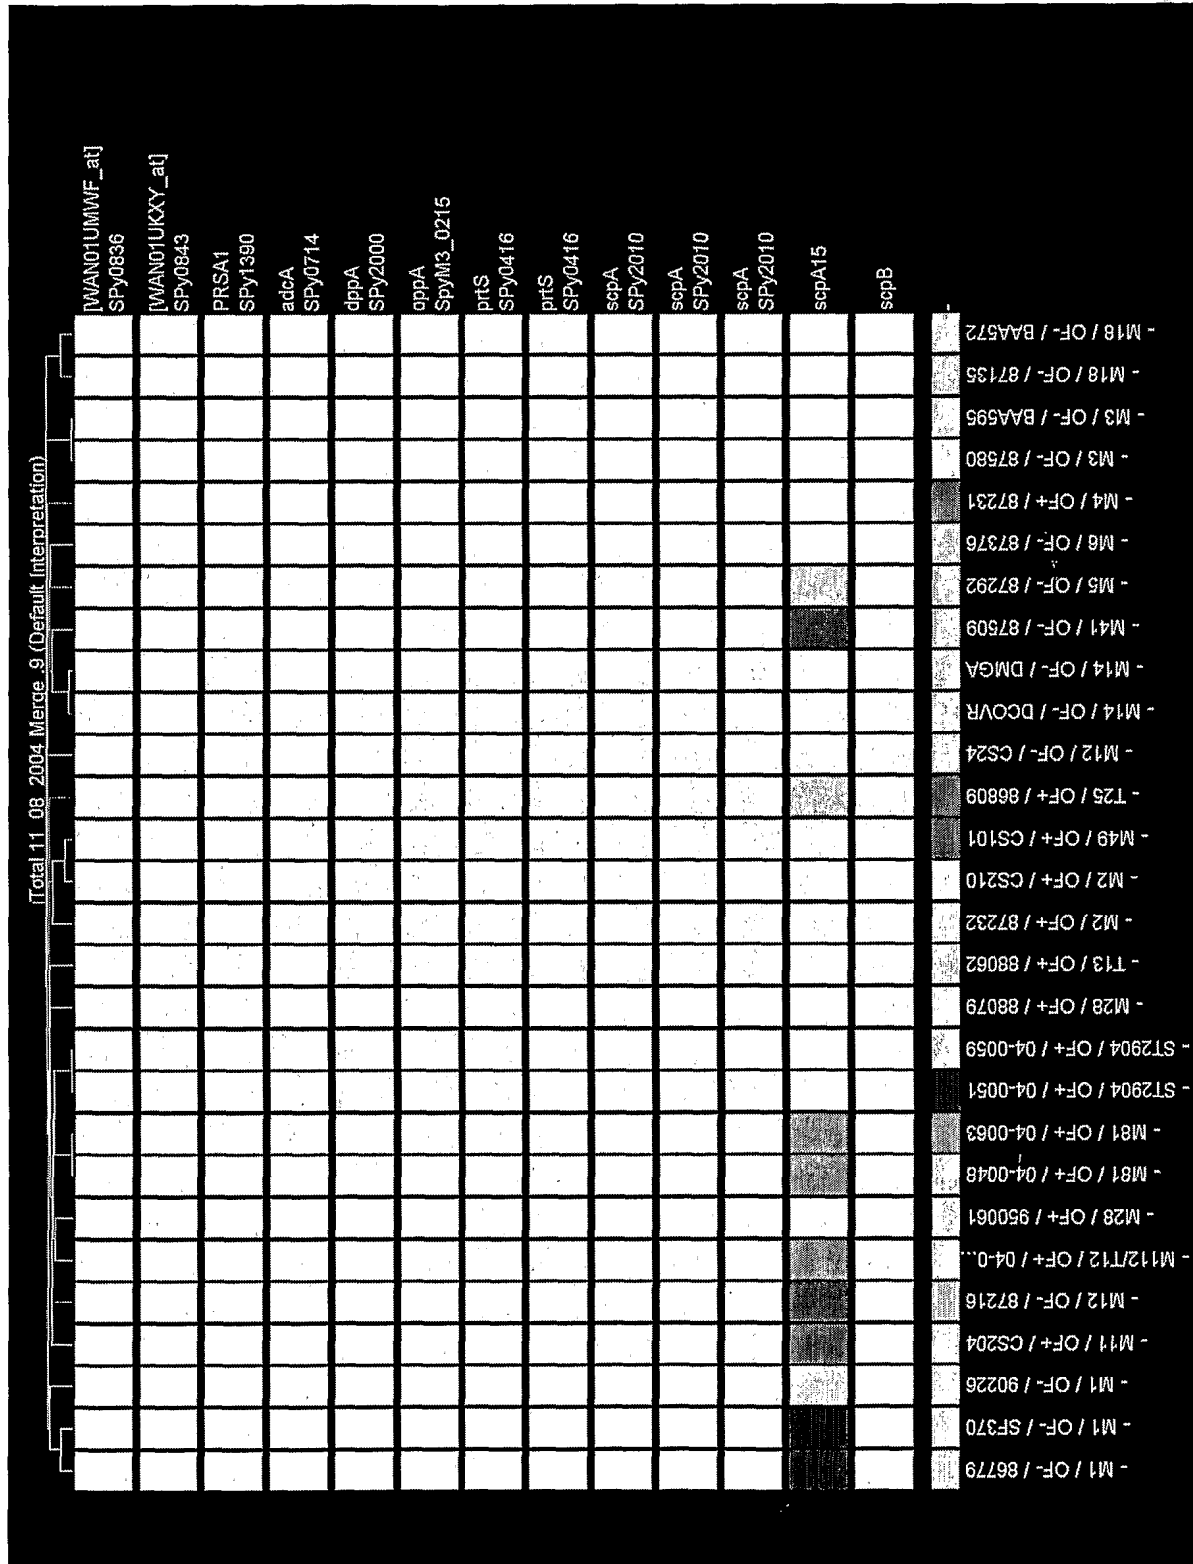 [Total 11 08 2004 Merge .9 (Default Interpretation)
[WAN01UMWF_at]
SPy0836
[WAN01UKXY_at]
SPy0843
PRSA1
SPy1390
adcA
SPy0714
dppA
SPy2000
oppA
SpyM3_0215
prtS
SPy0416
prtS
SPy0416
scpA
SPy2010
scpA
SPy2010
scpA
SPy2010
scpA15
scpB
-
- M18 / OF- / BAA572
- M18 / OF- / 87135
- M3 / OF- / BAA595
- M3 / OF- / 87580
- M4 / OF+ / 87231
- M6 / OF- / 87376
- M5 / OF- / 87292
- M41 / OF- / 87509
- M14 / OF- / DMGA
- M14 / OF- / DCOVR
- M12 / OF- / CS24
- T25 / OF+ / 86809
- M49 / OF+ / CS101
- M2 / OF+ / CS210
- M2 / OF+ / 87232
- T13 / OF+ / 88062
- M28 / OF+ / 88079
- ST2904 / OF+ / 04-0059
- ST2904 / OF+ / 04-0051
- M81 / OF+ / 04-0063
- M81 / OF+ / 04-0048
- M28 / OF+ / 950061
- M112/T12 / OF+ / 04-0...
- M12 / OF- / 87216
- M11 / OF+ / CS204
- M1 / OF- / 90226
- M1 / OF- / SF370
- M1 / OF- / 86779